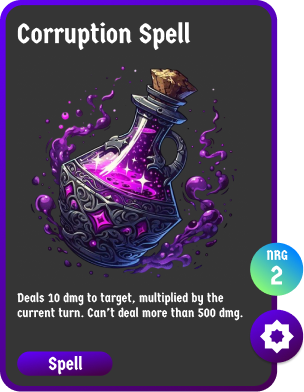 Corruption Spell
NRG
2
Deals 10 dmg to target, multiplied by the
current turn. Can't deal more than 500 dmg.
Spell